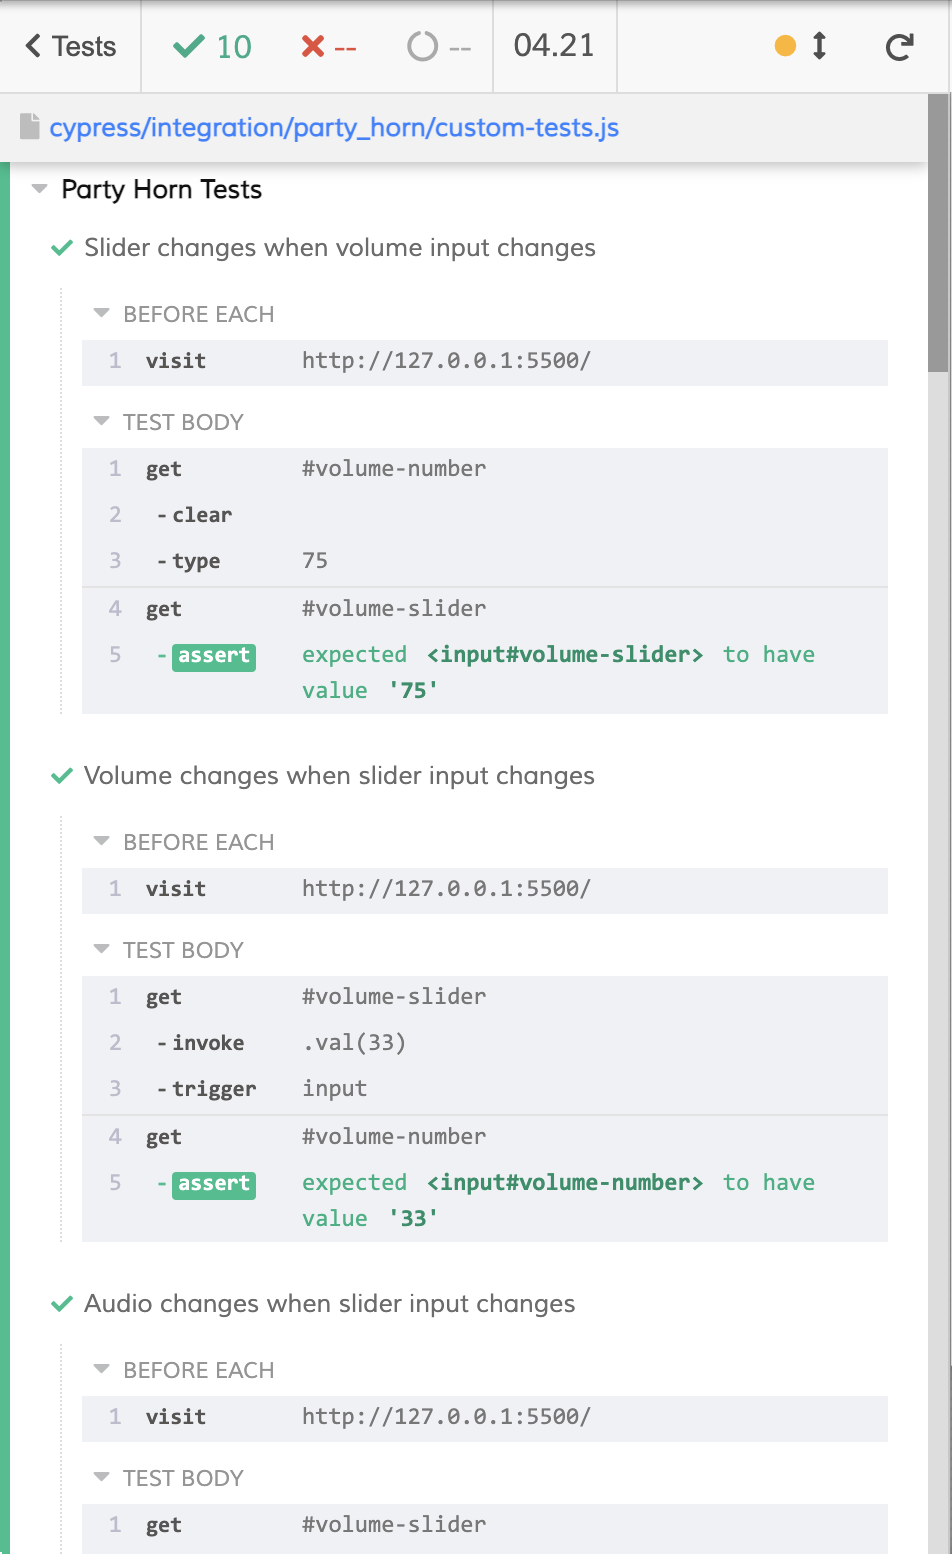 Tests 10 -- -- 04.21
cypress/integration/party_horn/custom-tests.js
Party Horn Tests
Slider changes when volume input changes
BEFORE EACH
1 visit http://127.0.0.1:5500/
TEST BODY
1 get #volume-number
2 -clear
3 -type 75
4 get #volume-slider
5 -assert expected <input#volume-slider> to have
value '75'
Volume changes when slider input changes
BEFORE EACH
1 visit http://127.0.0.1:5500/
TEST BODY
1 get #volume-slider
2 -invoke .val(33)
3 -trigger input
4 get #volume-number
5 -assert expected <input#volume-number> to have
value '33'
Audio changes when slider input changes
BEFORE EACH
1 visit http://127.0.0.1:5500/
TEST BODY
1 get #volume-slider